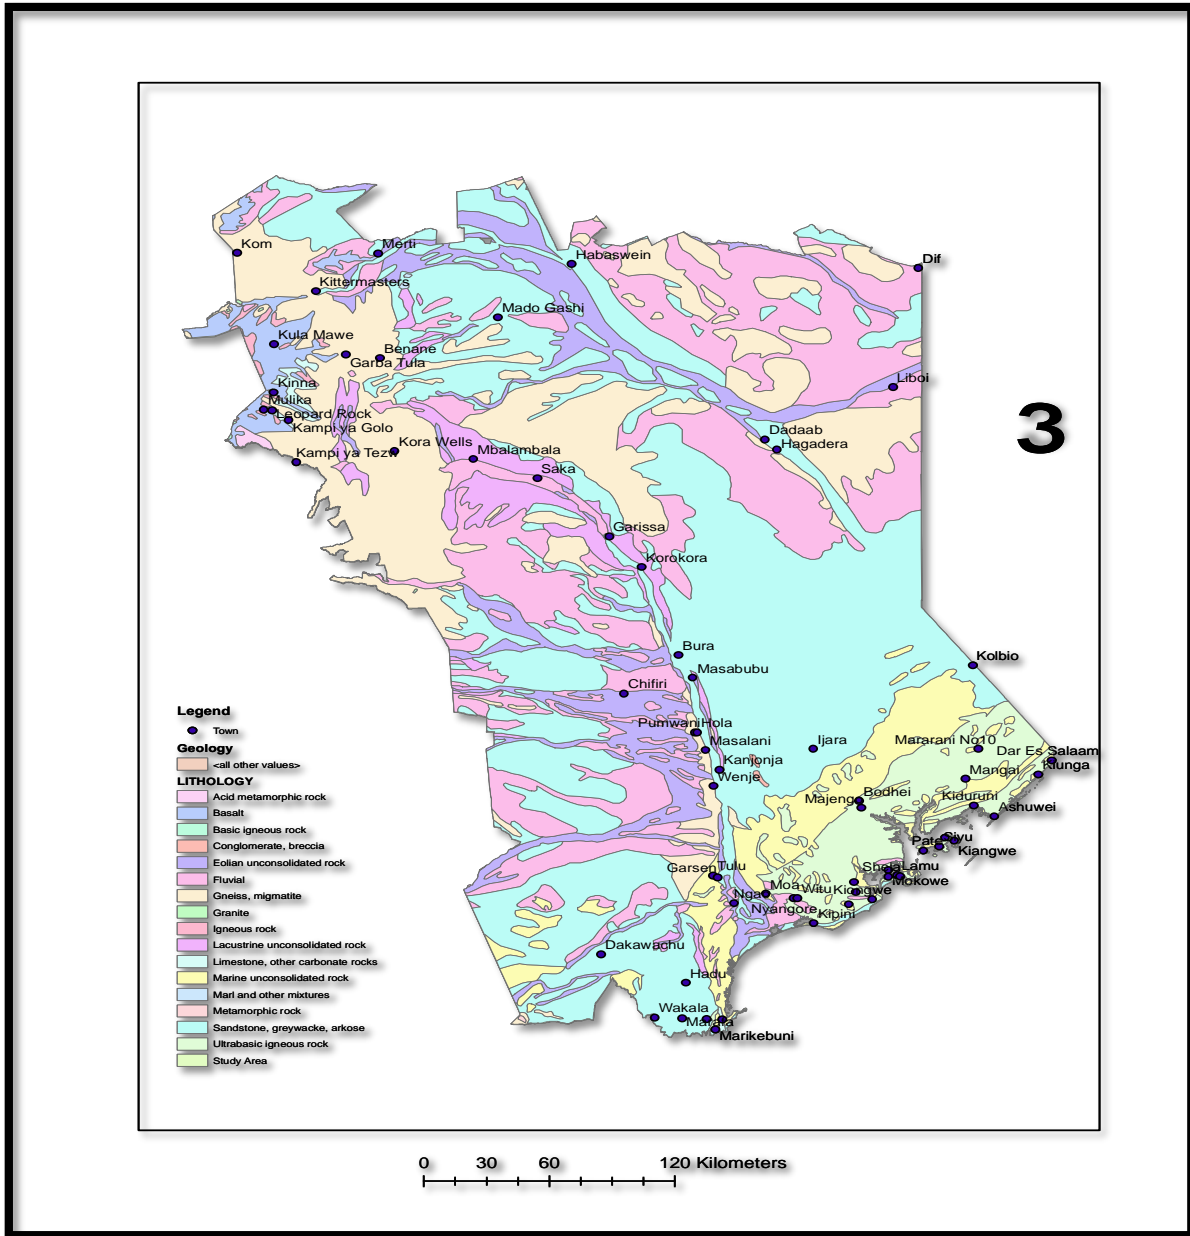 Kom
Merti
Habaswein
Dif
Kittermasters
Mado Gashi
Kula Mawe
Benane
Garba Tula
Kinna
Liboi
Mulika
Leopard Rock
3
Kampi ya Golo
Dadaab
Hagadera
Kora Wells
Mbalambala
Kampi ya Tezw
Saka
Garissa
Korokora
Bura
Kolbio
Masabubu
Chifiri
Pumwani
Hola
Masalani
Ijara
Mararani No10
Dar Es Salaam
Kanjonja
Kiunga
Wenje
Mangai
Majeng
Bodhei
Kiduruni
Ashuwei
Pate
Siyu
Kiangwe
Garsen
Tulu
Shela
Lamu
Mokowe
Moa
Witu
Kiongwe
Nga
Nyangore
Kipini
Dakawachu
Hadu
Wakala
Marikebuni
Legend
Town
Geology
<all other values>
LITHOLOGY
Acid metamorphic rock
Basalt
Basic igneous rock
Conglomerate, breccia
Eolian unconsolidated rock
Fluvial
Gneiss, migmatite
Granite
Igneous rock
Lacustrine unconsolidated rock
Limestone, other carbonate rocks
Marine unconsolidated rock
Marl and other mixtures
Metamorphic rock
Sandstone, greywacke, arkose
Ultrabasic igneous rock
Study Area
0 30 60 120 Kilometers